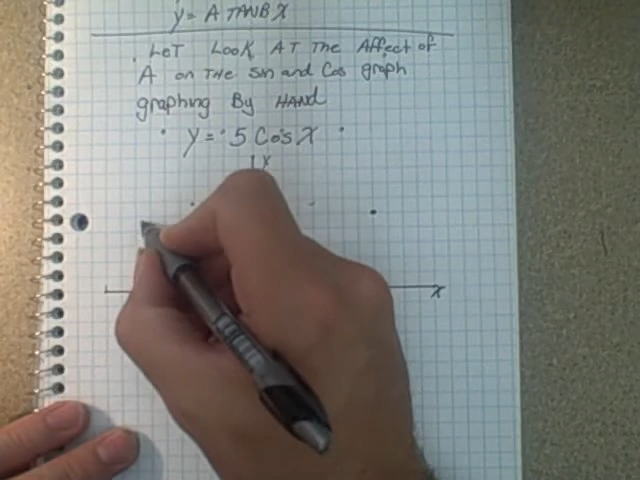 y = A TANB X
LET LOOK AT THE Affect of
A on THE Sin and Cos graph
graphing By HAND
y = .5 Cos X
y
x